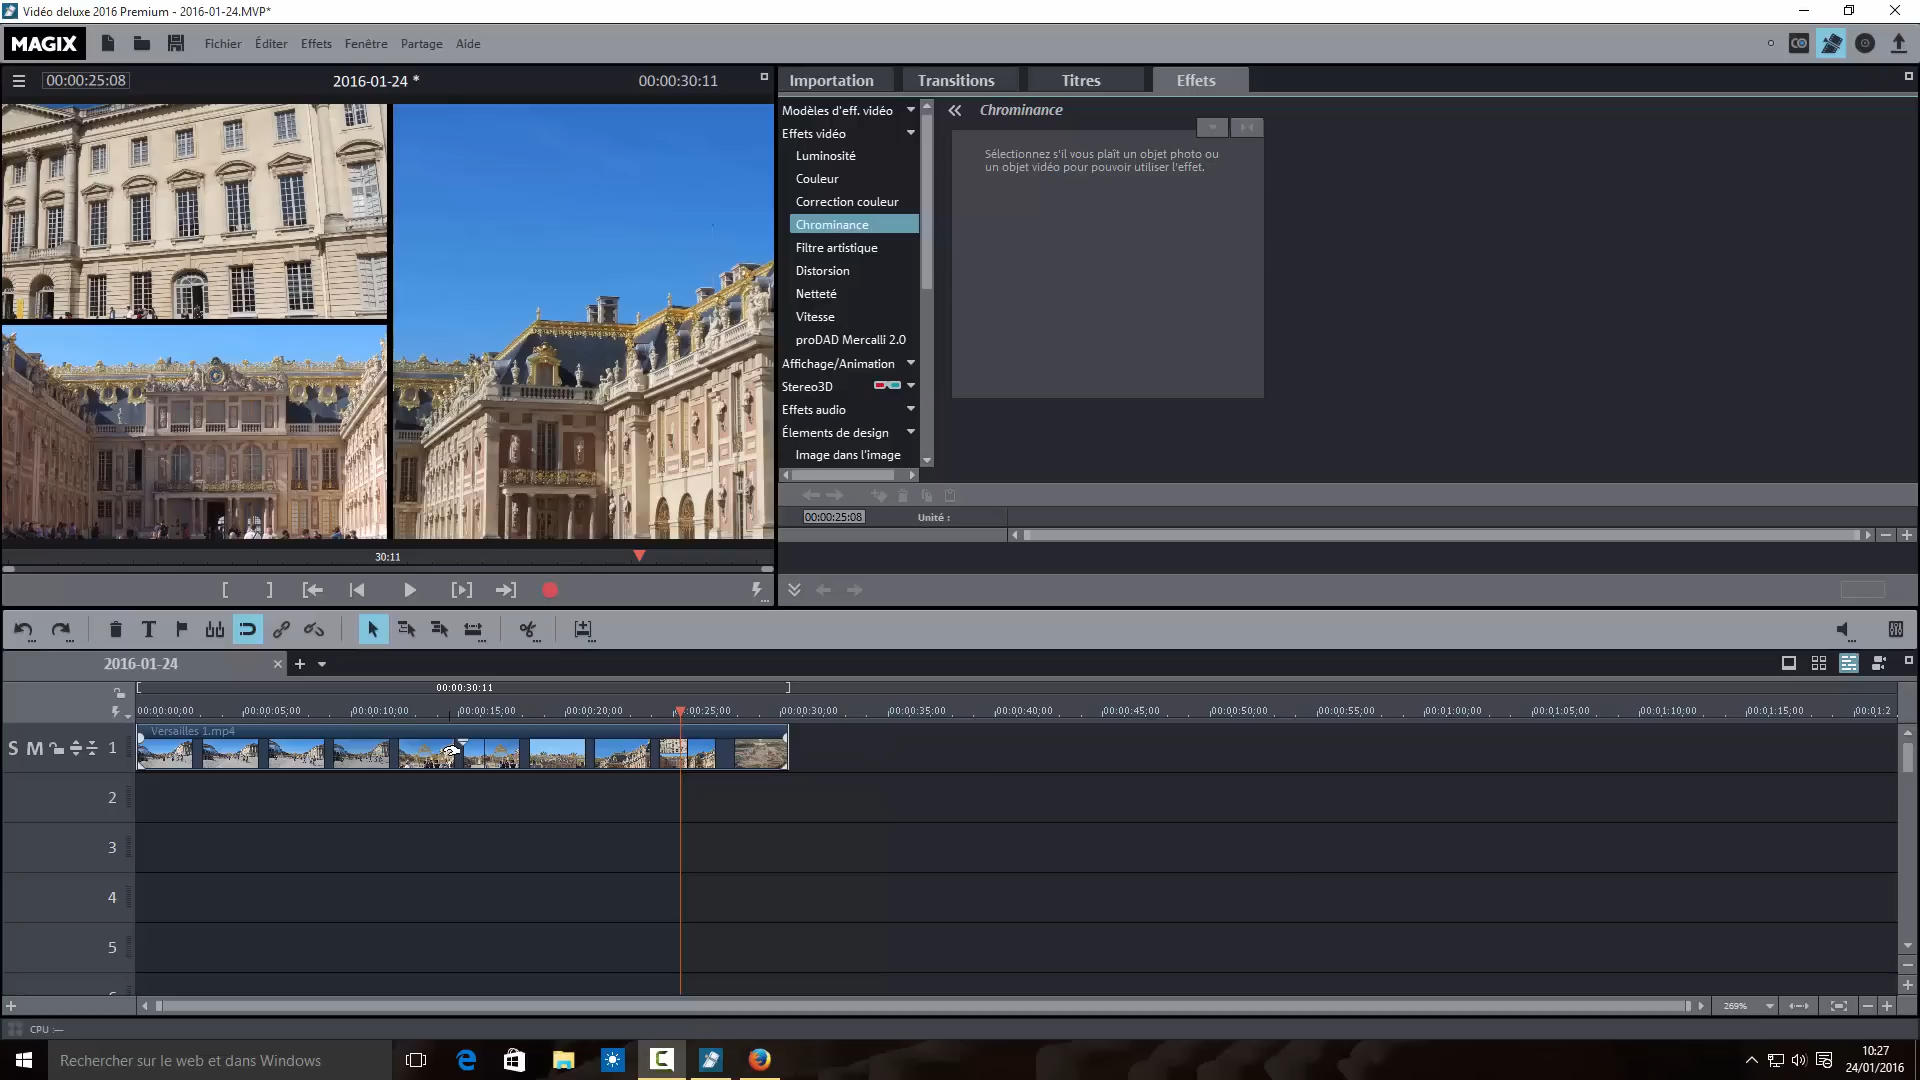 Vidéo deluxe 2016 Premium - 2016-01-24.MVP*
MAGIX
Fichier Éditer Effets Fenêtre Partage Aide
00:00:25:08
2016-01-24 *
00:00:30:11
Importation
Transitions
Titres
Effets
Modèles d'eff. vidéo
Effets vidéo
Luminosité
Couleur
Correction couleur
Chrominance
Filtre artistique
Distorsion
Netteté
Vitesse
proDAD Mercalli 2.0
Affichage/Animation
Stereo3D
Effets audio
Élements de design
Image dans l'image
Chrominance
Sélectionnez s'il vous plaît un objet photo ou
un objet vidéo pour pouvoir utiliser l'effet.
00:00:25:08
Unité :
30:11
2016-01-24
00:00:30:11
00:00:00;00 00:00:05;00 00:00:10;00 00:00:15;00 00:00:20;00 00:00:25;00 00:00:30;00 00:00:35;00 00:00:40;00 00:00:45;00 00:00:50;00 00:00:55;00 00:01:00;00 00:01:05;00 00:01:10;00 00:01:15;00 00:01:2
Versailles 1.mp4
S M 1
2
3
4
5
269%
CPU :—
Rechercher sur le web et dans Windows
10:27
24/01/2016